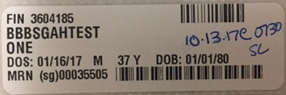 FIN 3604185
BBBSGAHTEST
ONE
DOS: 01/16/17 M 37 Y DOB: 01/01/80
MRN (sg)00035505
10.13.17@0730
SL